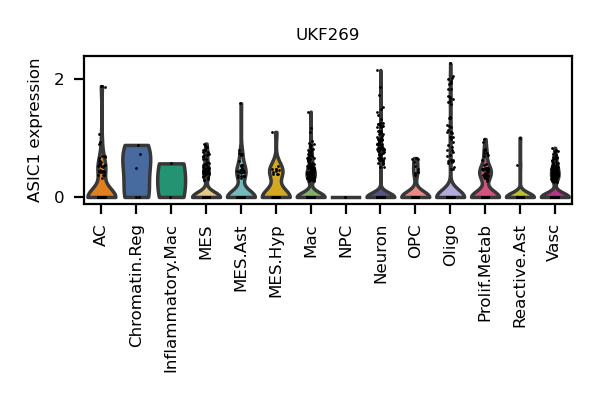 UKF269
ASIC1 expression
2
0
AC
Chromatin.Reg
Inflammatory.Mac
MES
MES.Ast
MES.Hyp
Mac
NPC
Neuron
OPC
Oligo
Prolif.Metab
Reactive.Ast
Vasc